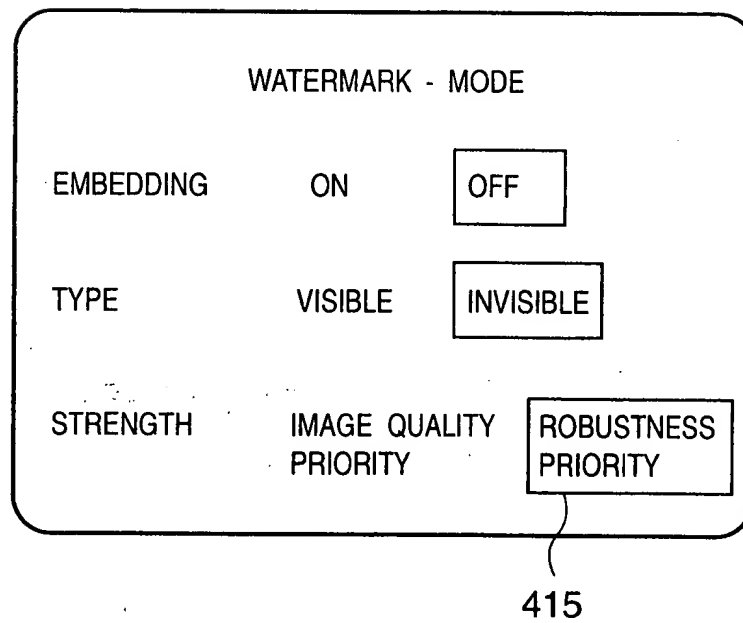 WATERMARK - MODE
EMBEDDING ON OFF
TYPE VISIBLE INVISIBLE
STRENGTH IMAGE QUALITY PRIORITY ROBUSTNESS PRIORITY
415